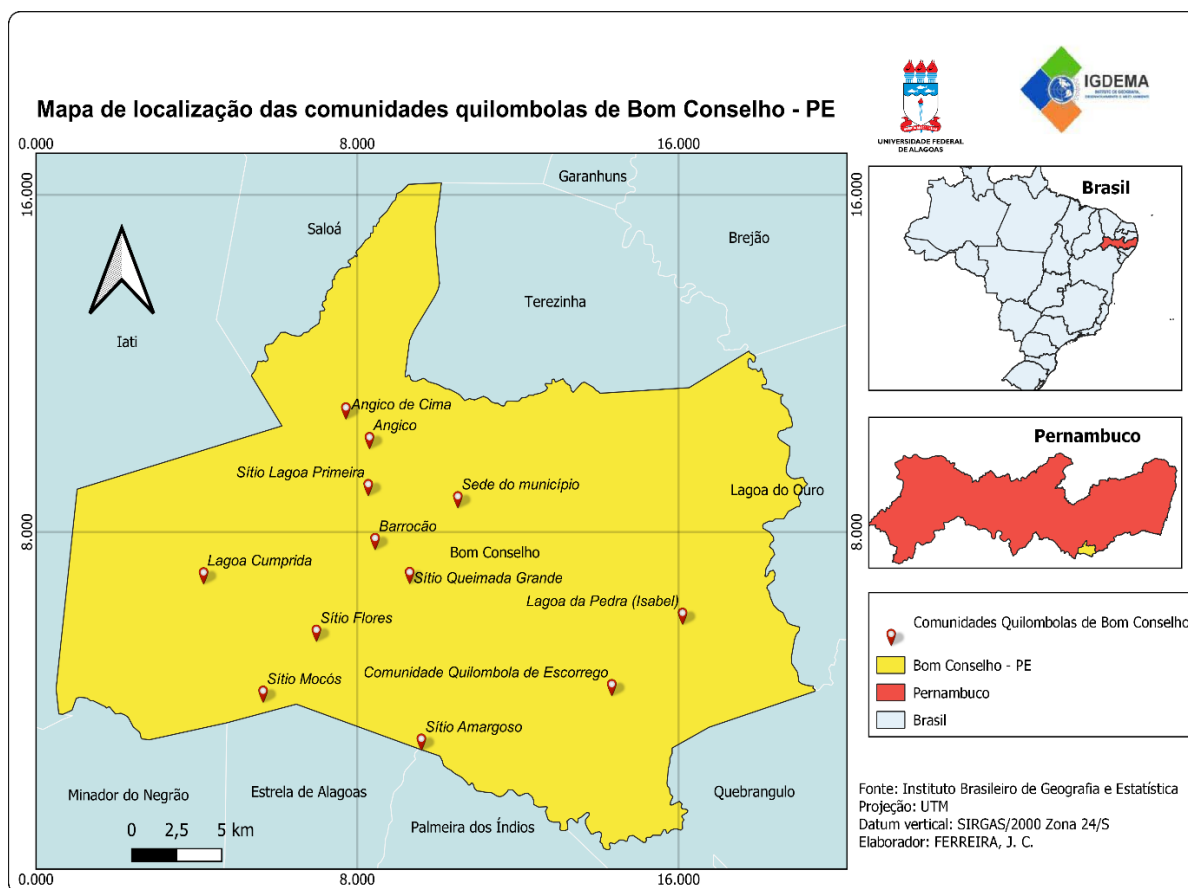 Mapa de localização das comunidades quilombolas de Bom Conselho - PE
UNIVERSIDADE FEDERAL
DE ALAGOAS
IGDEMA
INSTITUTO DE GEOGRAFIA,
DESENVOLVIMENTO E MEIO AMBIENTE
0.000
8.000
16.000
16.000
16.000
Garanhuns
Saloá
Brejão
Terezinha
Iati
Angico de Cima
Angico
Sítio Lagoa Primeira
Sede do município
Lagoa do Ouro
Barrocão
8.000
8.000
Bom Conselho
Lagoa Cumprida
Sítio Queimada Grande
Lagoa da Pedra (Isabel)
Sítio Flores
Comunidade Quilombola de Escorrego
Sítio Mocós
Sítio Amargoso
Minador do Negrão
Estrela de Alagoas
Quebrangulo
Palmeira dos Índios
0 2,5 5 km
0.000
8.000
16.000
Brasil
Pernambuco
Comunidades Quilombolas de Bom Conselho
Bom Conselho - PE
Pernambuco
Brasil
Fonte: Instituto Brasileiro de Geografia e Estatística
Projeção: UTM
Datum vertical: SIRGAS/2000 Zona 24/S
Elaborador: FERREIRA, J. C.